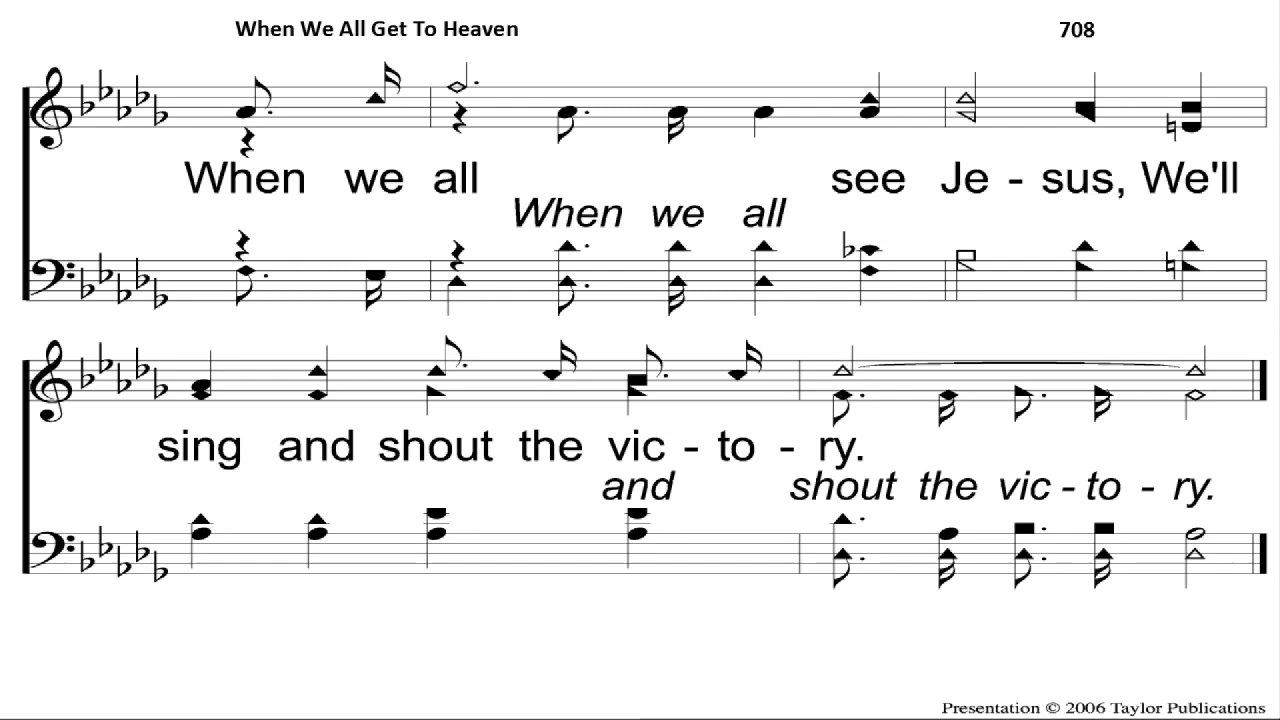 When We All Get To Heaven 708
When we all see Je - sus, We'll
When we all
sing and shout the vic - to - ry.
and shout the vic - to - ry.
Presentation © 2006 Taylor Publications